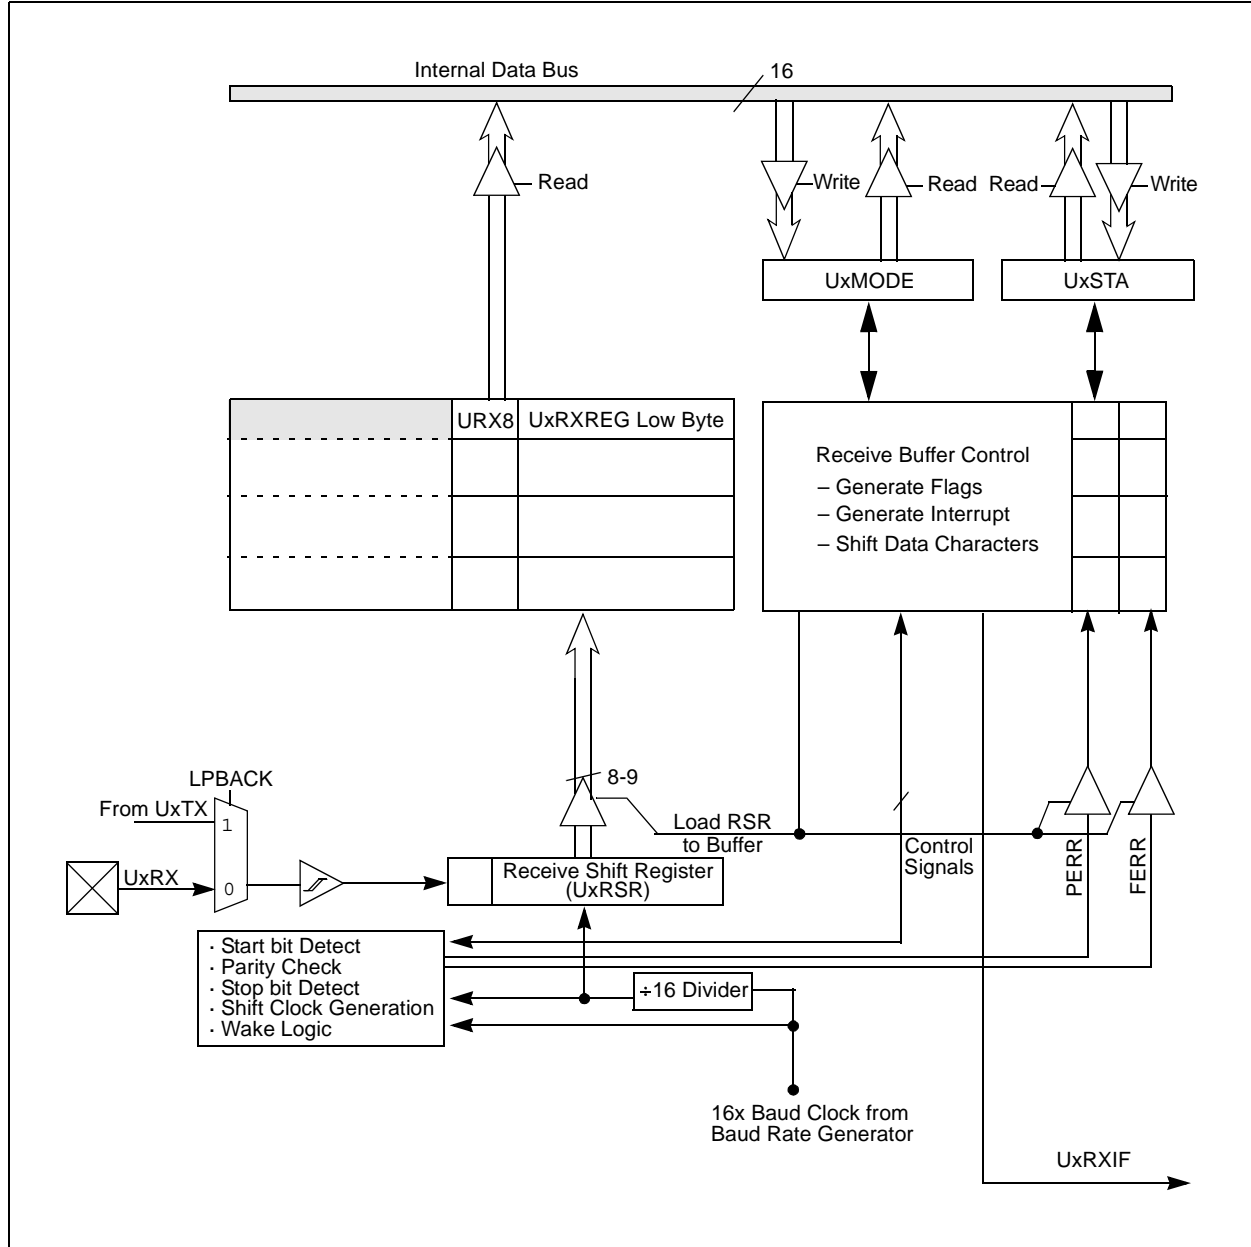 Internal Data Bus
16
Read
Write
Read
Read
Write
UxMODE
UxSTA
URX8
UxRXREG Low Byte
Receive Buffer Control
– Generate Flags
– Generate Interrupt
– Shift Data Characters
LPBACK
From UxTX
1
UxRX
0
8-9
Load RSR
to Buffer
Control
Signals
PERR
FERR
Receive Shift Register
(UxRSR)
· Start bit Detect
· Parity Check
· Stop bit Detect
· Shift Clock Generation
· Wake Logic
÷16 Divider
16x Baud Clock from
Baud Rate Generator
UxRXIF